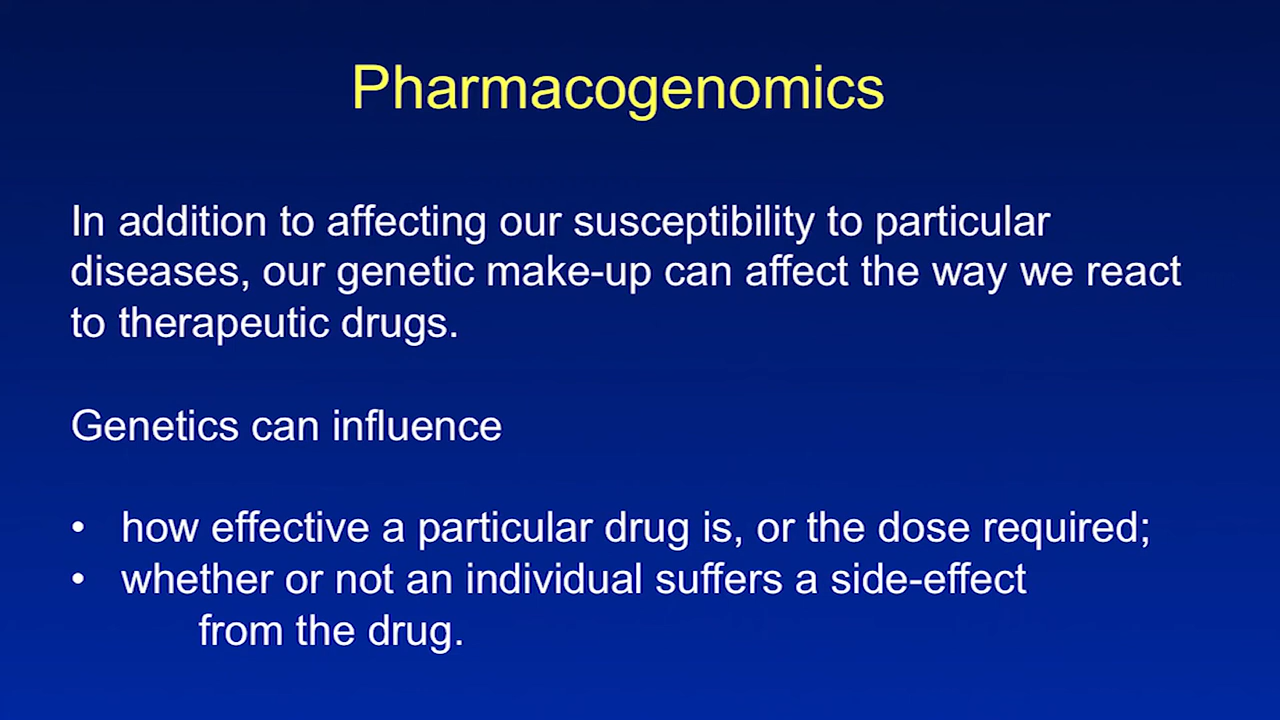 Pharmacogenomics
In addition to affecting our susceptibility to particular
diseases, our genetic make-up can affect the way we react
to therapeutic drugs.
Genetics can influence
• how effective a particular drug is, or the dose required;
• whether or not an individual suffers a side-effect
from the drug.